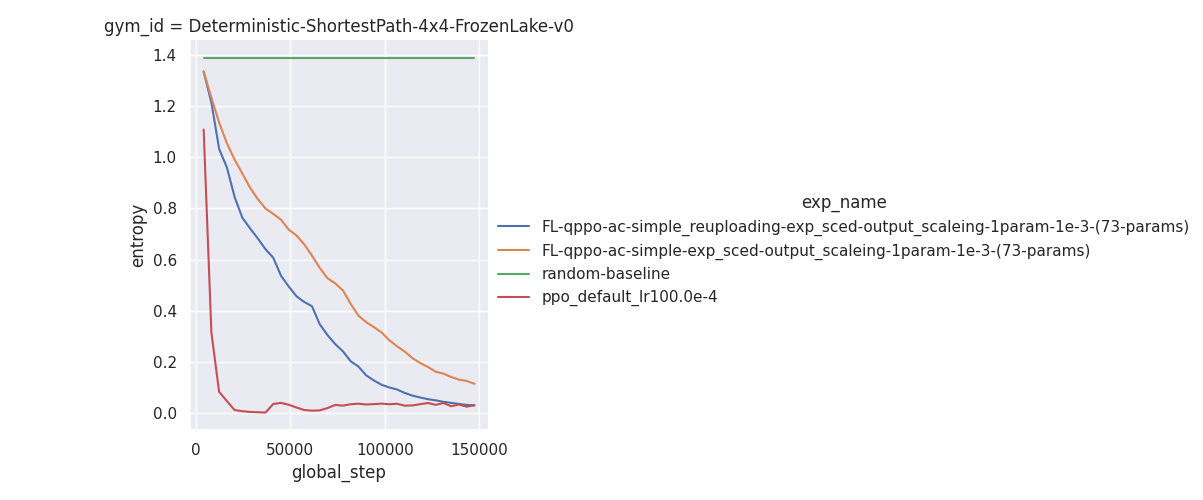 gym_id = Deterministic-ShortestPath-4x4-FrozenLake-v0
1.4
1.2
1.0
0.8
0.6
0.4
0.2
0.0
entropy
0
50000
100000
150000
global_step
exp_name
FL-qppo-ac-simple_reuploading-exp_sced-output_scaleing-1param-1e-3-(73-params)
FL-qppo-ac-simple-exp_sced-output_scaleing-1param-1e-3-(73-params)
random-baseline
ppo_default_lr100.0e-4